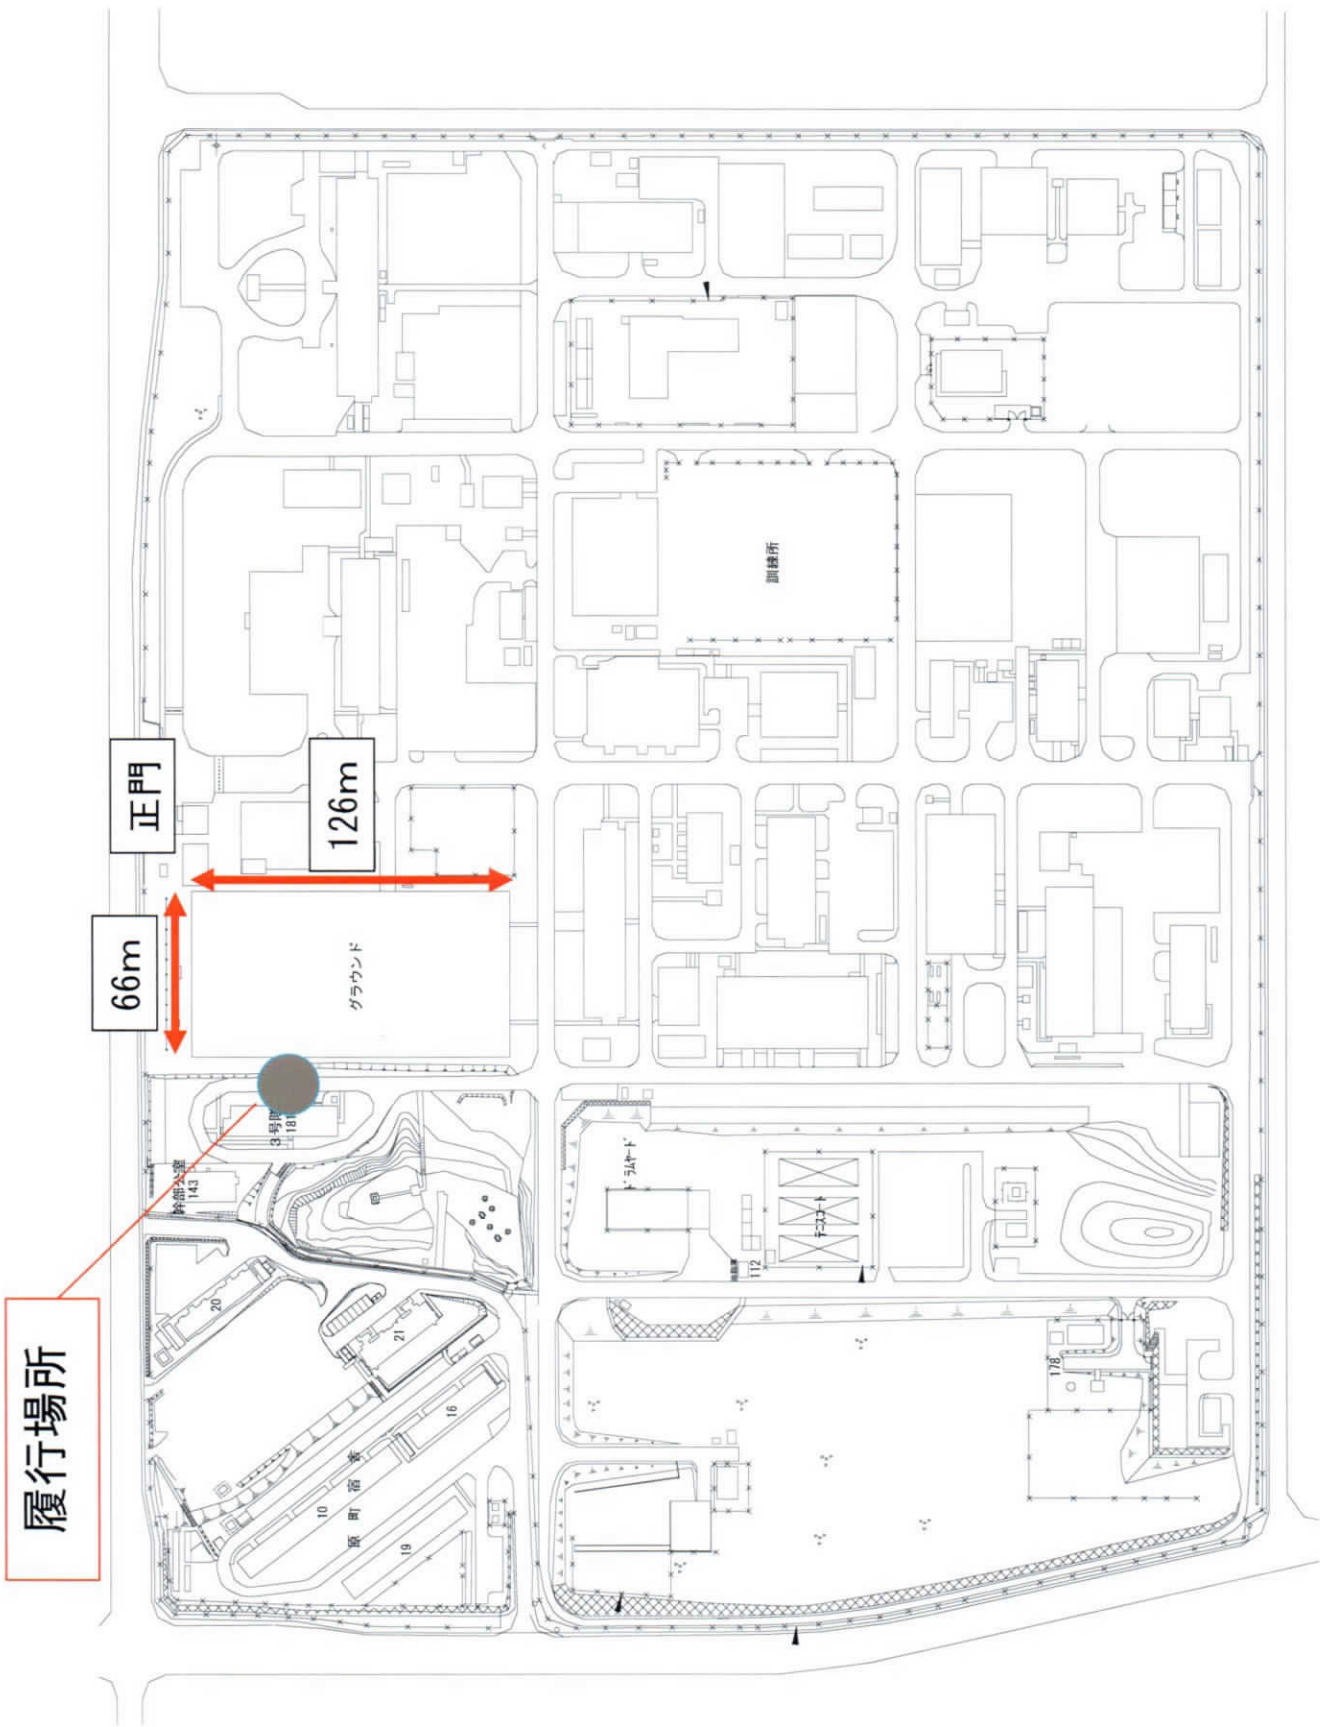 履行場所
正門
66m
126m
グラウンド
訓練所
3号隊
181
幹部公室
143
20
21
16
10
原町宿舎
19
ドラムヤード
テニスコート
112
178